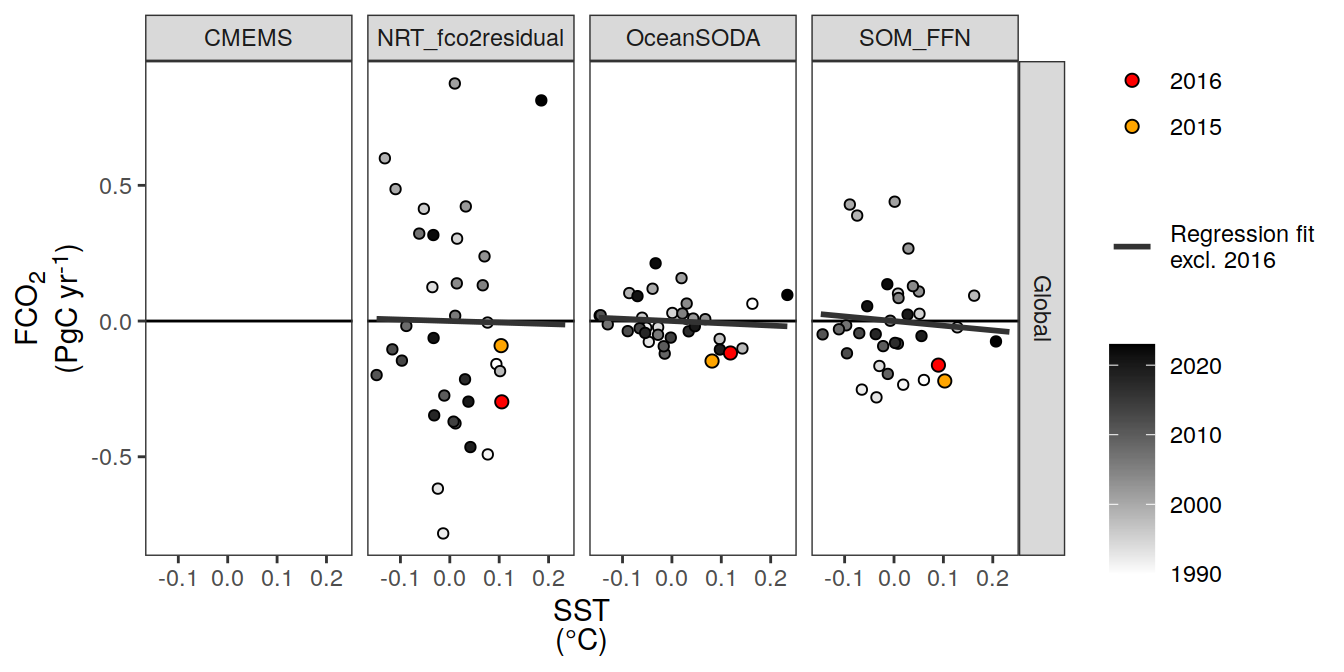 CMEMS NRT_fco2residual OceanSODA SOM_FFN
2016
2015
Regression fit
excl. 2016
Global
FCO2
(PgC yr-1)
0.5
0.0
-0.5
2020
2010
2000
1990
-0.1 0.0 0.1 0.2 -0.1 0.0 0.1 0.2 -0.1 0.0 0.1 0.2 -0.1 0.0 0.1 0.2
SST
(°C)